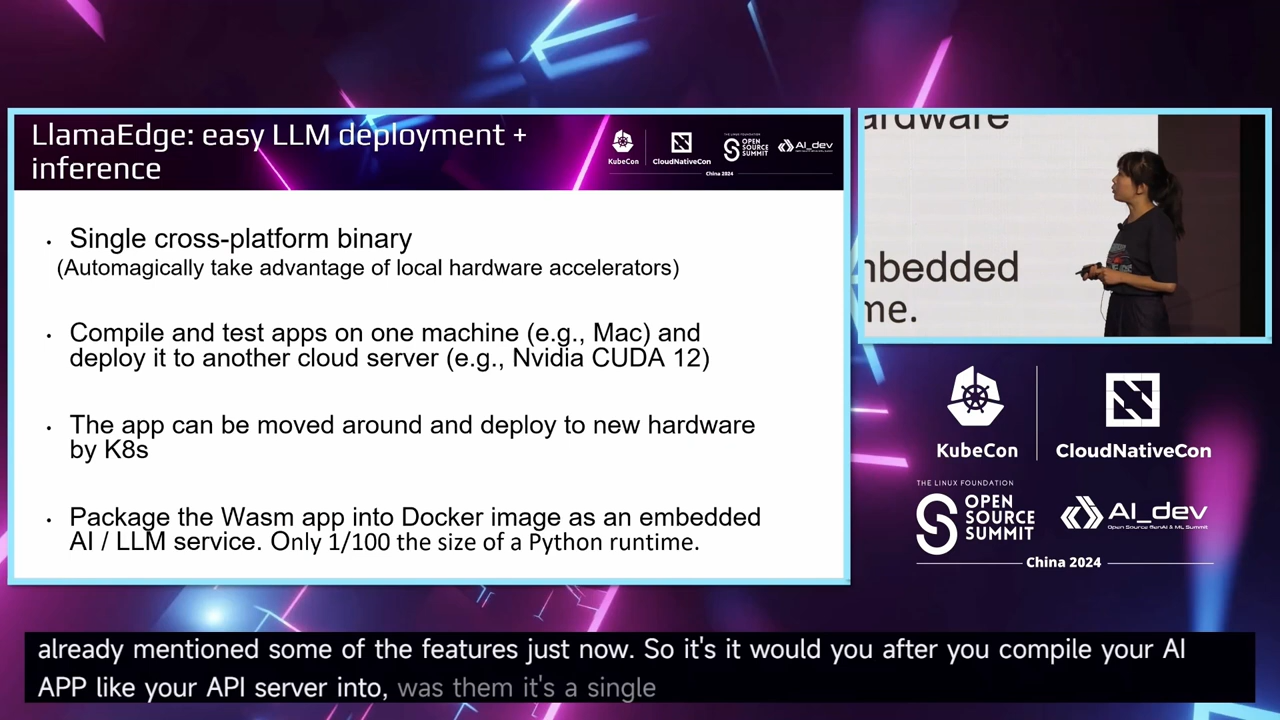 LlamaEdge: easy LLM deployment +
inference
KubeCon
CloudNativeCon
THE LINUX FOUNDATION
OPEN
SOURCE
SUMMIT
AI_dev
China 2024
• Single cross-platform binary
(Automagically take advantage of local hardware accelerators)
• Compile and test apps on one machine (e.g., Mac) and
deploy it to another cloud server (e.g., Nvidia CUDA 12)
• The app can be moved around and deploy to new hardware
by K8s
• Package the Wasm app into Docker image as an embedded
AI / LLM service. Only 1/100 the size of a Python runtime.
ardware
mbedded
me.
KubeCon
CloudNativeCon
THE LINUX FOUNDATION
OPEN
SOURCE
SUMMIT
AI_dev
Open Source GenAI & ML Summit
China 2024
already mentioned some of the features just now. So it's it would you after you compile your AI
APP like your API server into, was them it's a single